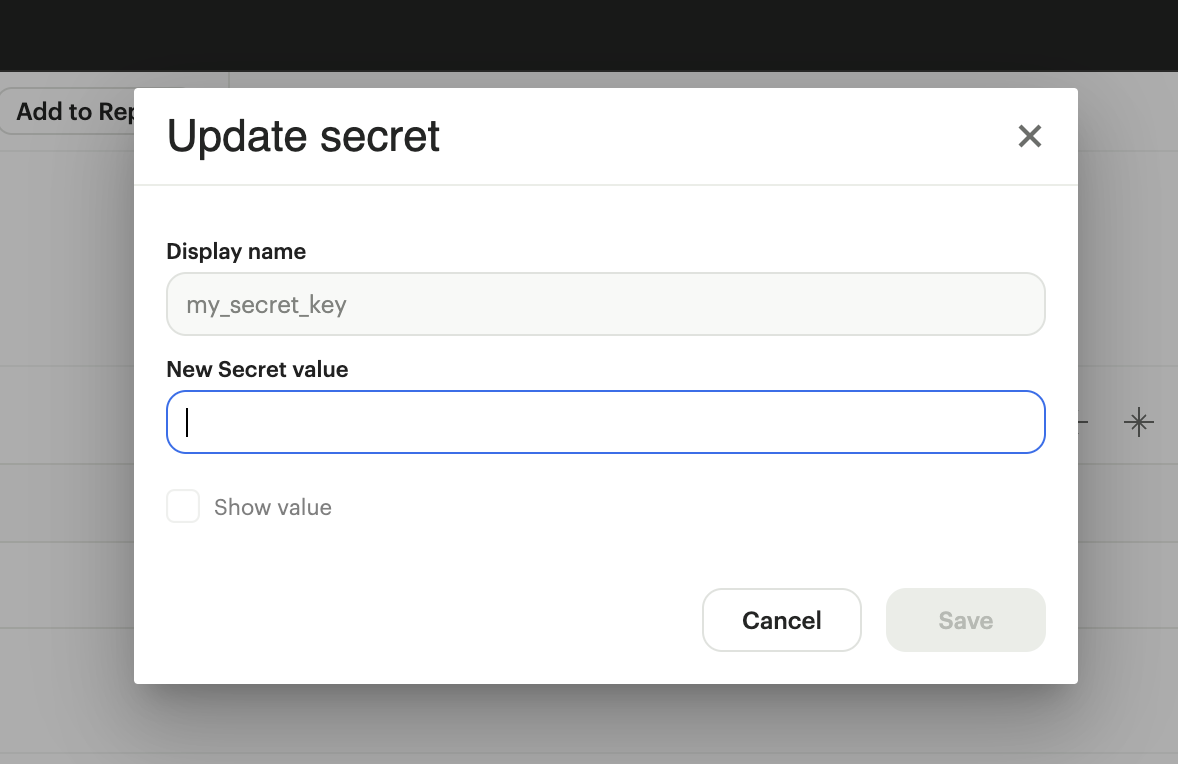 Add to Rep
Update secret
Display name
my_secret_key
New Secret value
Show value
Cancel
Save